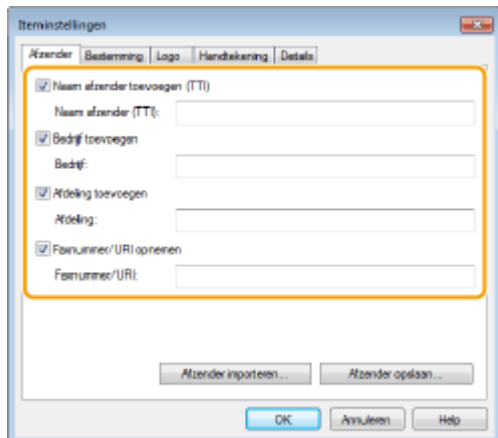 Iteminstellingen
Afzender Bestemming Logo Handtekening Details
Naam afzender toevoegen (TTI)
Naam afzender (TTI):
Bedrijf toevoegen
Bedrijf:
Afdeling toevoegen
Afdeling:
Faxnummer/URI opnemen
Faxnummer/URI:
Afzender importeren... Afzender opslaan...
OK Annuleren Help